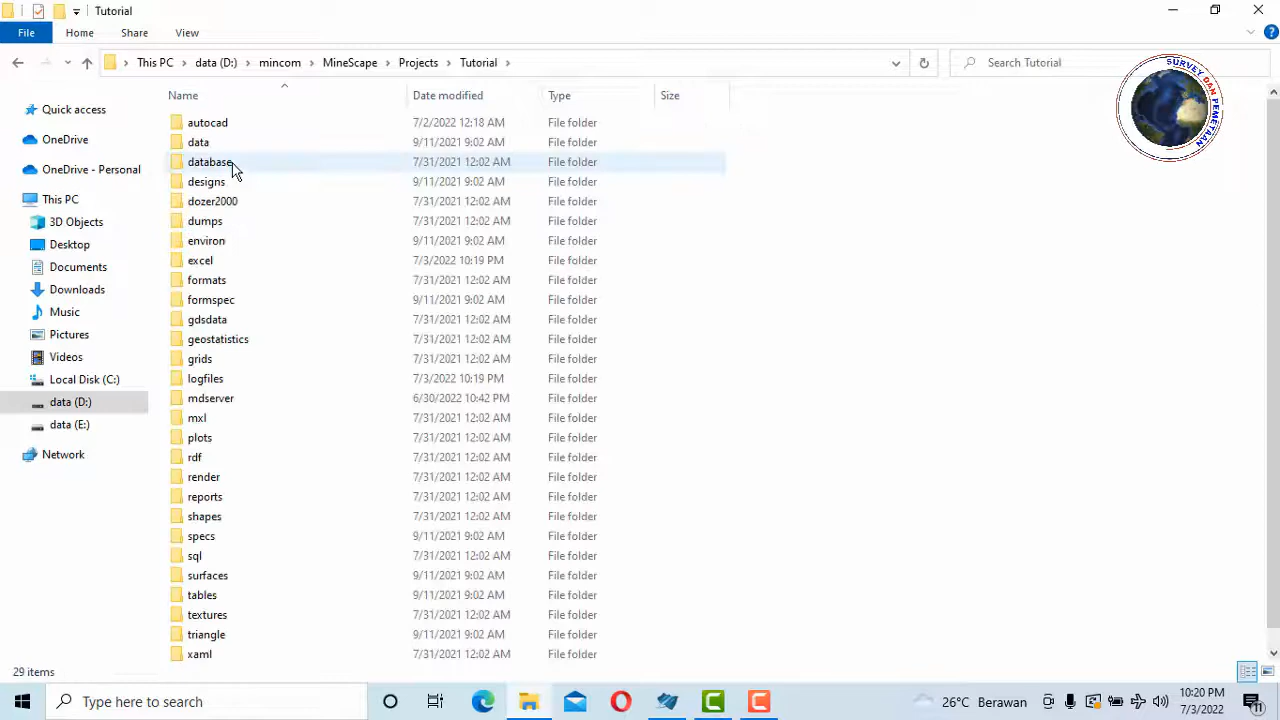 Tutorial
File Home Share View
This PC data (D:) mincom MineScape Projects Tutorial
Search Tutorial
SURVEY DAN PEMETAAN
Name Date modified Type Size
Quick access
OneDrive
OneDrive - Personal
This PC
3D Objects
Desktop
Documents
Downloads
Music
Pictures
Videos
Local Disk (C:)
data (D:)
data (E:)
Network
autocad 7/2/2022 12:18 AM File folder
data 9/11/2021 9:02 AM File folder
database 7/31/2021 12:02 AM File folder
designs 9/11/2021 9:02 AM File folder
dozer2000 7/31/2021 12:02 AM File folder
dumps 7/31/2021 12:02 AM File folder
environ 9/11/2021 9:02 AM File folder
excel 7/3/2022 10:19 PM File folder
formats 7/31/2021 12:02 AM File folder
formspec 9/11/2021 9:02 AM File folder
gdsdata 7/31/2021 12:02 AM File folder
geostatistics 7/31/2021 12:02 AM File folder
grids 7/31/2021 12:02 AM File folder
logfiles 7/3/2022 10:19 PM File folder
mdserver 6/30/2022 10:42 PM File folder
mxl 7/31/2021 12:02 AM File folder
plots 7/31/2021 12:02 AM File folder
rdf 7/31/2021 12:02 AM File folder
render 7/31/2021 12:02 AM File folder
reports 7/31/2021 12:02 AM File folder
shapes 7/31/2021 12:02 AM File folder
specs 9/11/2021 9:02 AM File folder
sql 7/31/2021 12:02 AM File folder
surfaces 9/11/2021 9:02 AM File folder
tables 9/11/2021 9:02 AM File folder
textures 7/31/2021 12:02 AM File folder
triangle 9/11/2021 9:02 AM File folder
xaml 7/31/2021 12:02 AM File folder
29 items
Type here to search
26°C Berawan
10:20 PM
7/3/2022